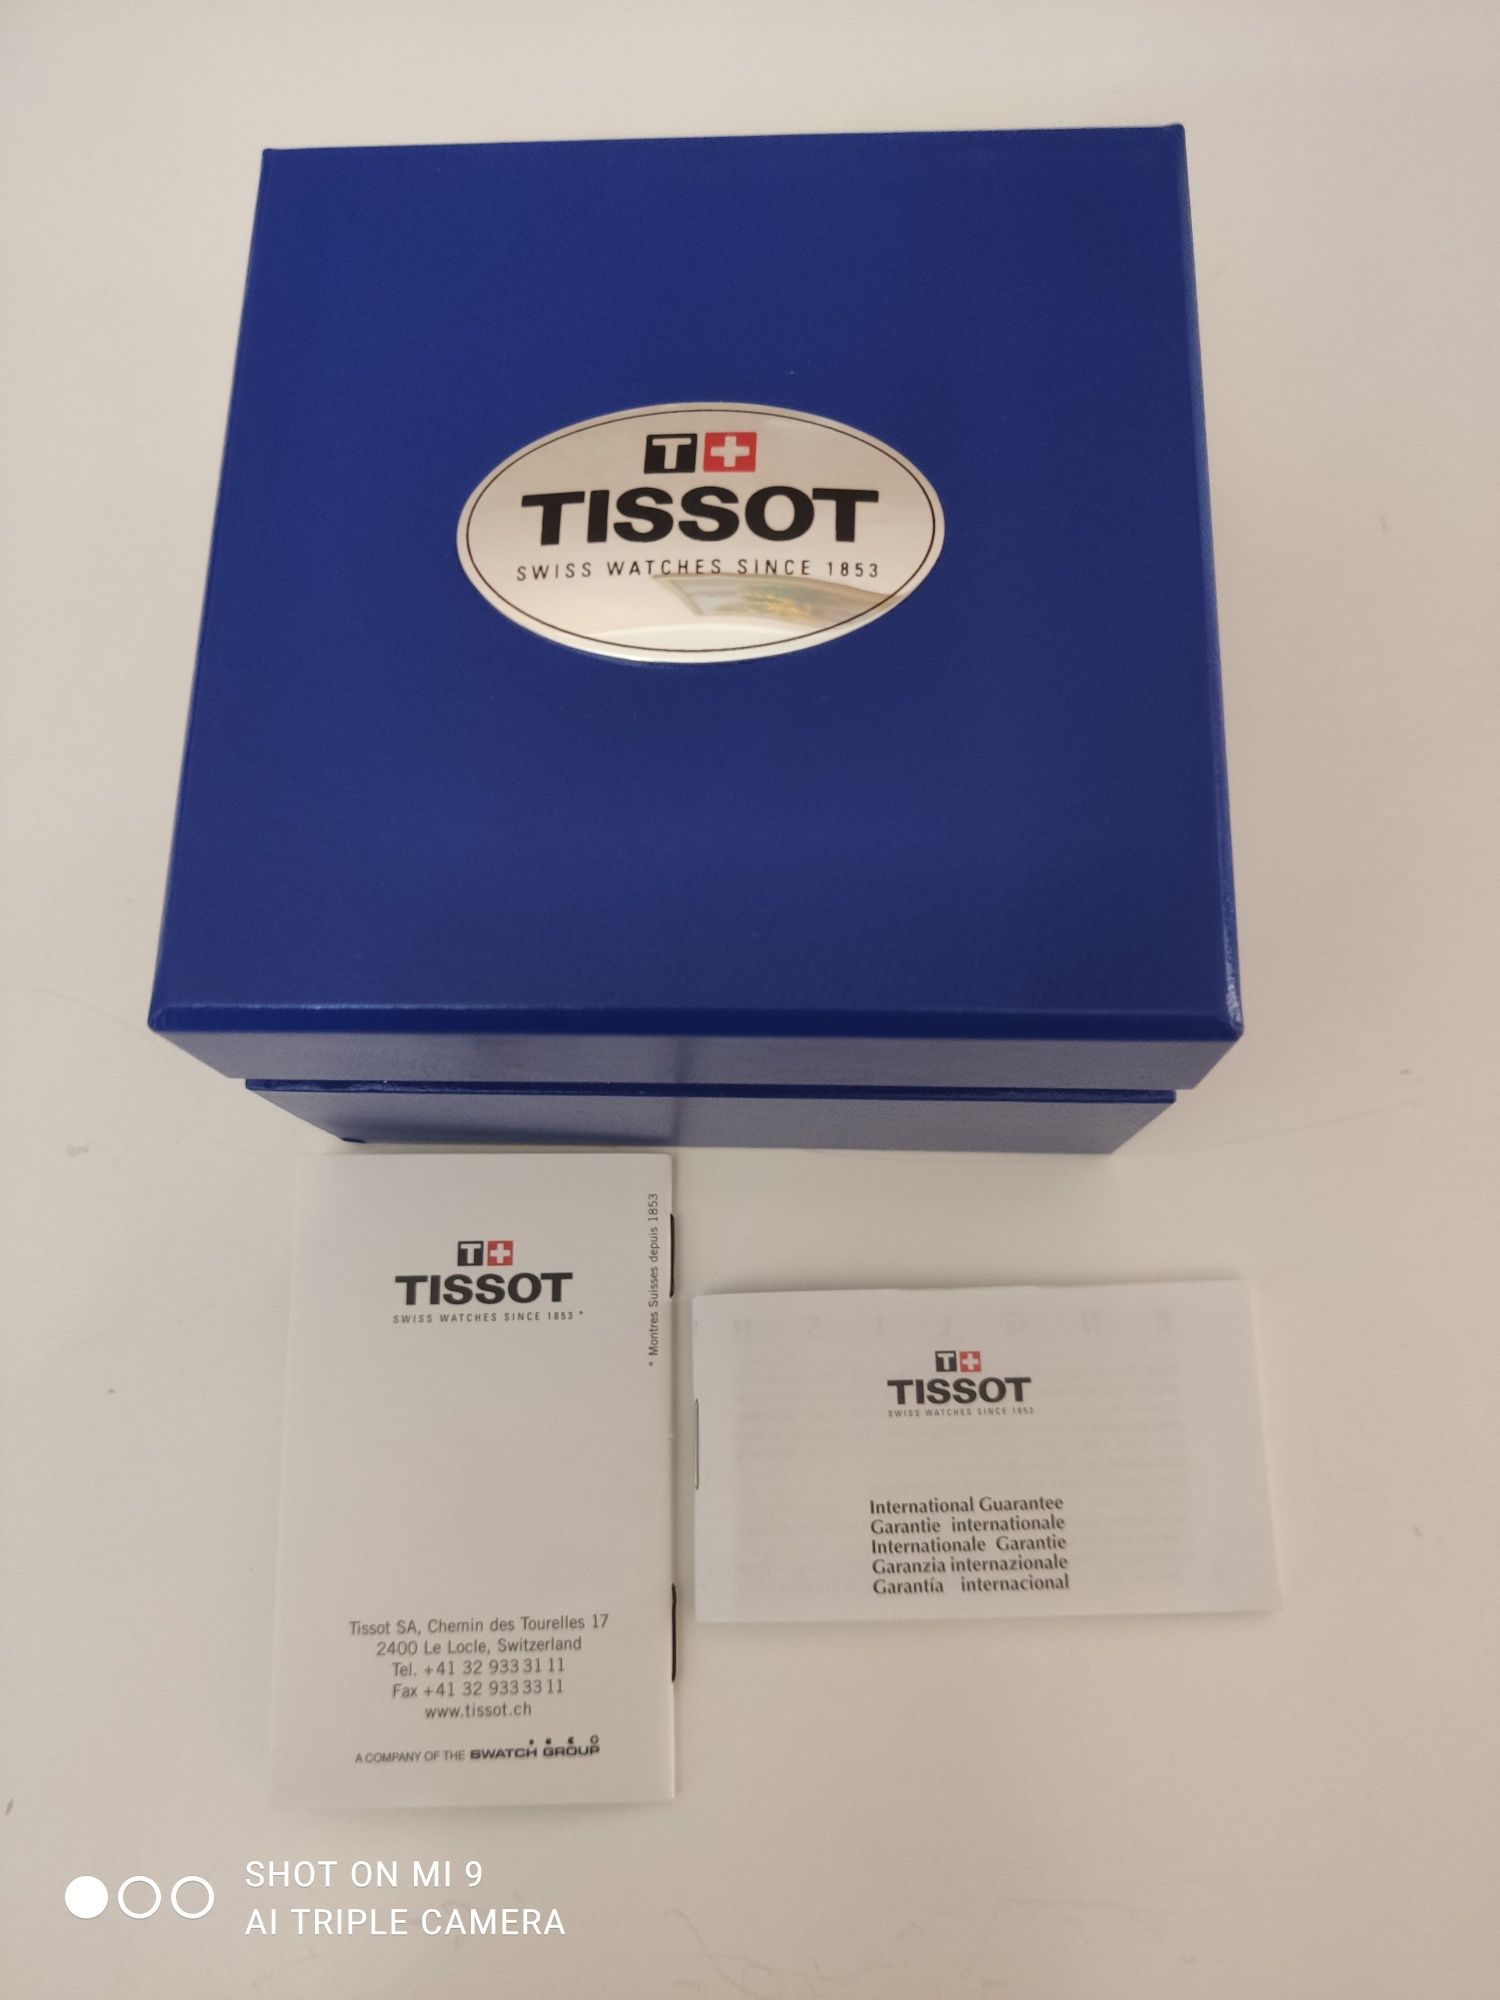 T+
TISSOT
SWISS WATCHES SINCE 1853
T+
TISSOT
SWISS WATCHES SINCE 1853 *
* Montres Suisses depuis 1853
Tissot SA, Chemin des Tourelles 17
2400 Le Locle, Switzerland
Tel. +41 32 933 31 11
Fax +41 32 933 33 11
www.tissot.ch
A COMPANY OF THE SWATCH GROUP
ENGLISH
T+
TISSOT
SWISS WATCHES SINCE 1853
International Guarantee
Garantie internationale
Internationale Garantie
Garanzia internazionale
Garantía internacional
SHOT ON MI 9
AI TRIPLE CAMERA